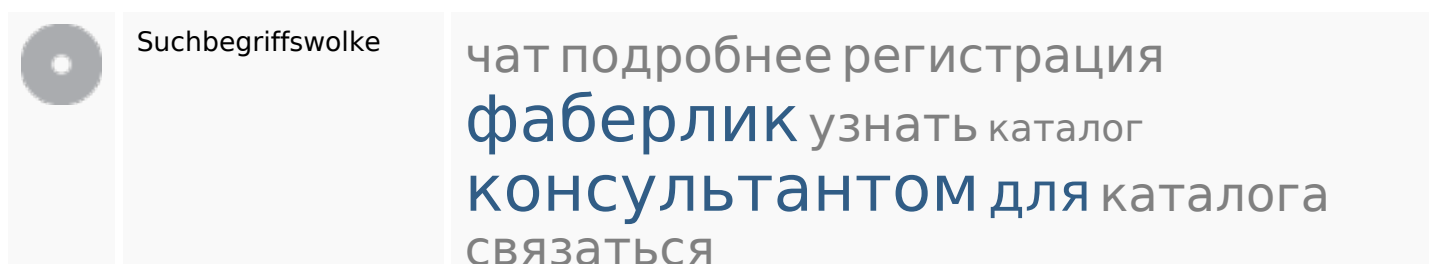 Suchbegriffswolke
чат подробнее регистрация
фаберлик узнать каталог
консультантом для каталога
связаться